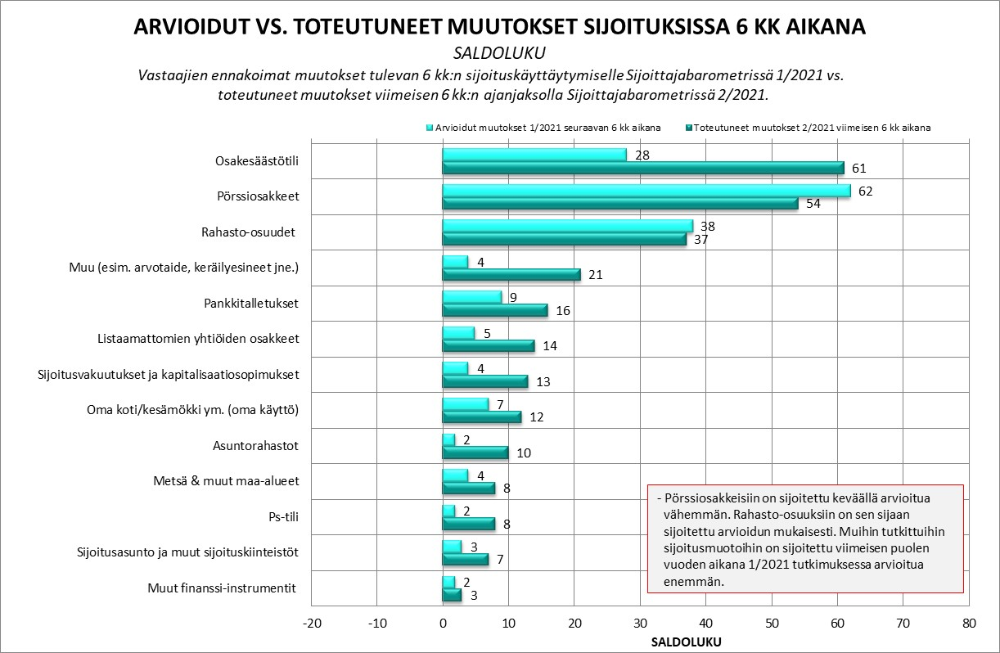 ARVIOIDUT VS. TOTEUTUNEET MUUTOKSET SIJOITUKSISSA 6 KK AIKANA
SALDOLUKU
Vastaajien ennakoimat muutokset tulevan 6 kk:n sijoituskäyttäytymiselle Sijoittajabarometrissä 1/2021 vs.
toteutuneet muutokset viimeisen 6 kk:n ajanjaksolla Sijoittajabarometrissä 2/2021.
Arvioidut muutokset 1/2021 seuraavan 6 kk aikana
Toteutuneet muutokset 2/2021 viimeisen 6 kk aikana
Osakesäästötili
28
61
Pörssiosakkeet
62
54
Rahasto-osuudet
38
37
Muu (esim. arvotaide, keräilyesineet jne.)
4
21
Pankkitalletukset
9
16
Listaamattomien yhtiöiden osakkeet
5
14
Sijoitusvakuutukset ja kapitalisaatiosopimukset
4
13
Oma koti/kesämökki ym. (oma käyttö)
7
12
Asuntorahastot
2
10
Metsä & muut maa-alueet
4
8
Ps-tili
2
8
Sijoitusasunto ja muut sijoituskiinteistöt
3
7
Muut finanssi-instrumentit
2
3
- Pörssiosakkeisiin on sijoitettu keväällä arvioitua
vähemmän. Rahasto-osuuksiin on sen sijaan
sijoitettu arvioidun mukaisesti. Muihin tutkittuihin
sijoitusmuotoihin on sijoitettu viimeisen puolen
vuoden aikana 1/2021 tutkimuksessa arvioitua
enemmän.
-20 -10 0 10 20 30 40 50 60 70 80
SALDOLUKU